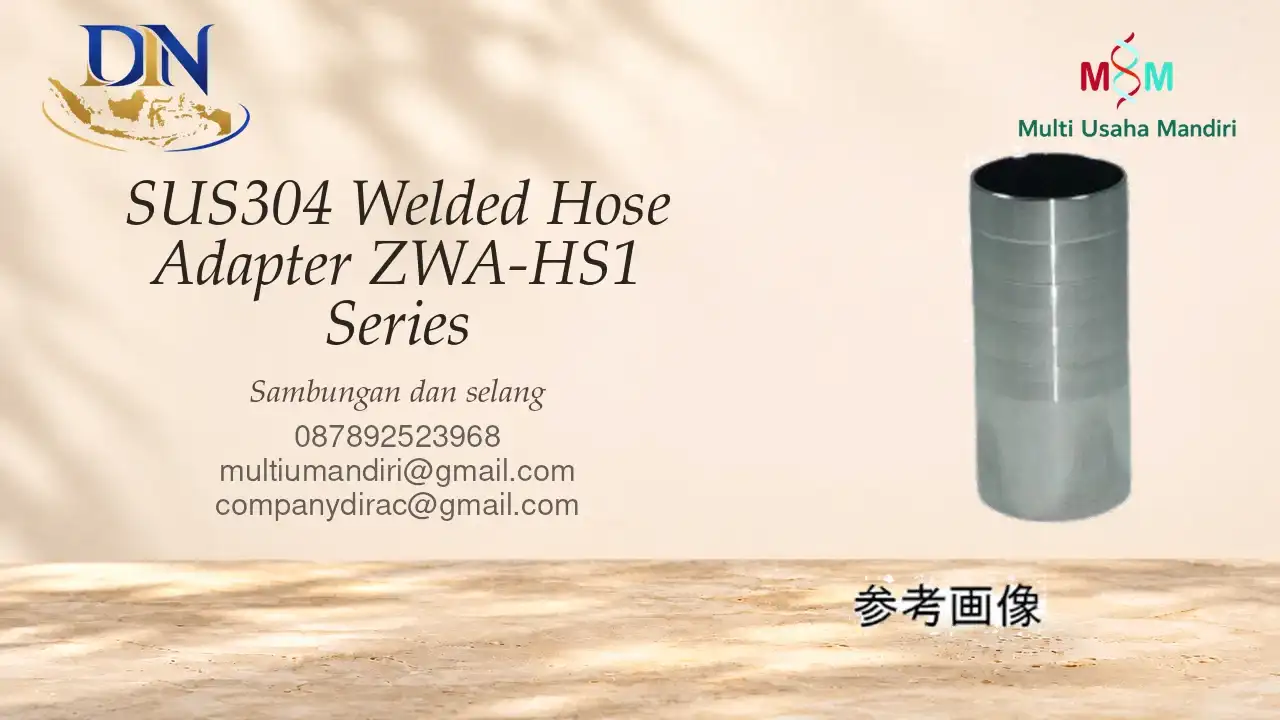 DN
MSM
Multi Usaha Mandiri
SUS304 Welded Hose
Adapter ZWA-HS1
Series
Sambungan dan selang
087892523968
multiumandiri@gmail.com
companydirac@gmail.com
参考画像